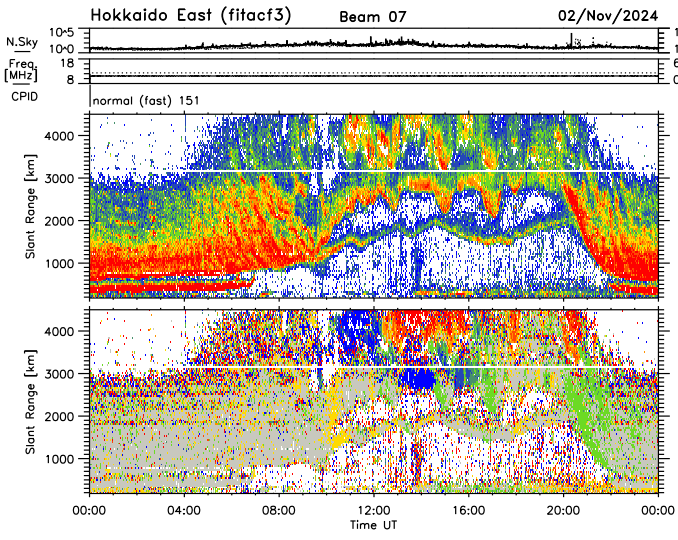 Hokkaido East (fitacf3) Beam 07 02/Nov/2024
N.Sky 10^5 10^0
Freq. [MHz] 18 8
CPID normal (fast) 151
Slant Range [km] 4000 3000 2000 1000
Slant Range [km] 4000 3000 2000 1000
00:00 04:00 08:00 12:00 16:00 20:00 00:00
Time UT